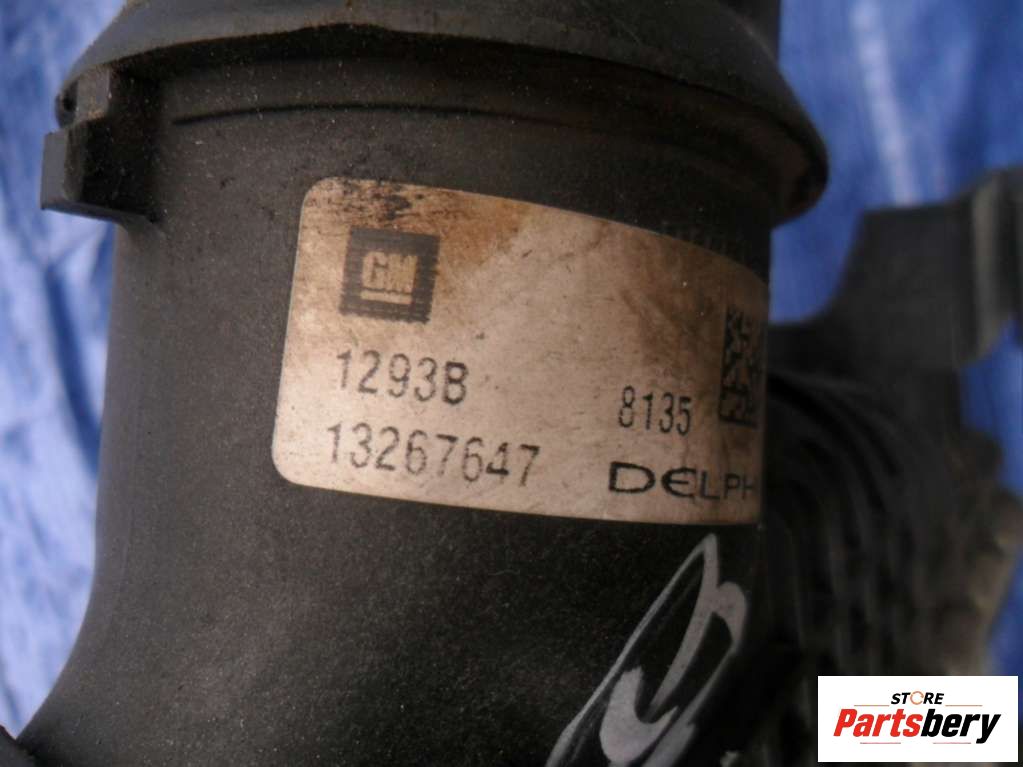 GM
1293B
8135
13267647
DELPH
STORE
Partsbery